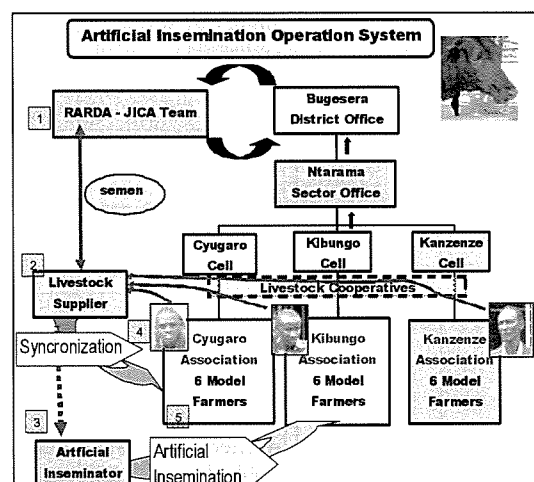 Artificial Insemination Operation System
1
RARDA - JICA Team
Bugesera
District Office
semen
Ntarama
Sector Office
Cyugaro
Cell
Kibungo
Cell
Kanzenze
Cell
2
Livestock
Supplier
Livestock Cooperatives
4
Syncronization
Cyugaro
Association
6 Model
Farmers
Kibungo
Association
6 Model
Farmers
Kanzenze
Association
6 Model
Farmers
3
5
Artficial
Inseminator
Artificial
Insemination